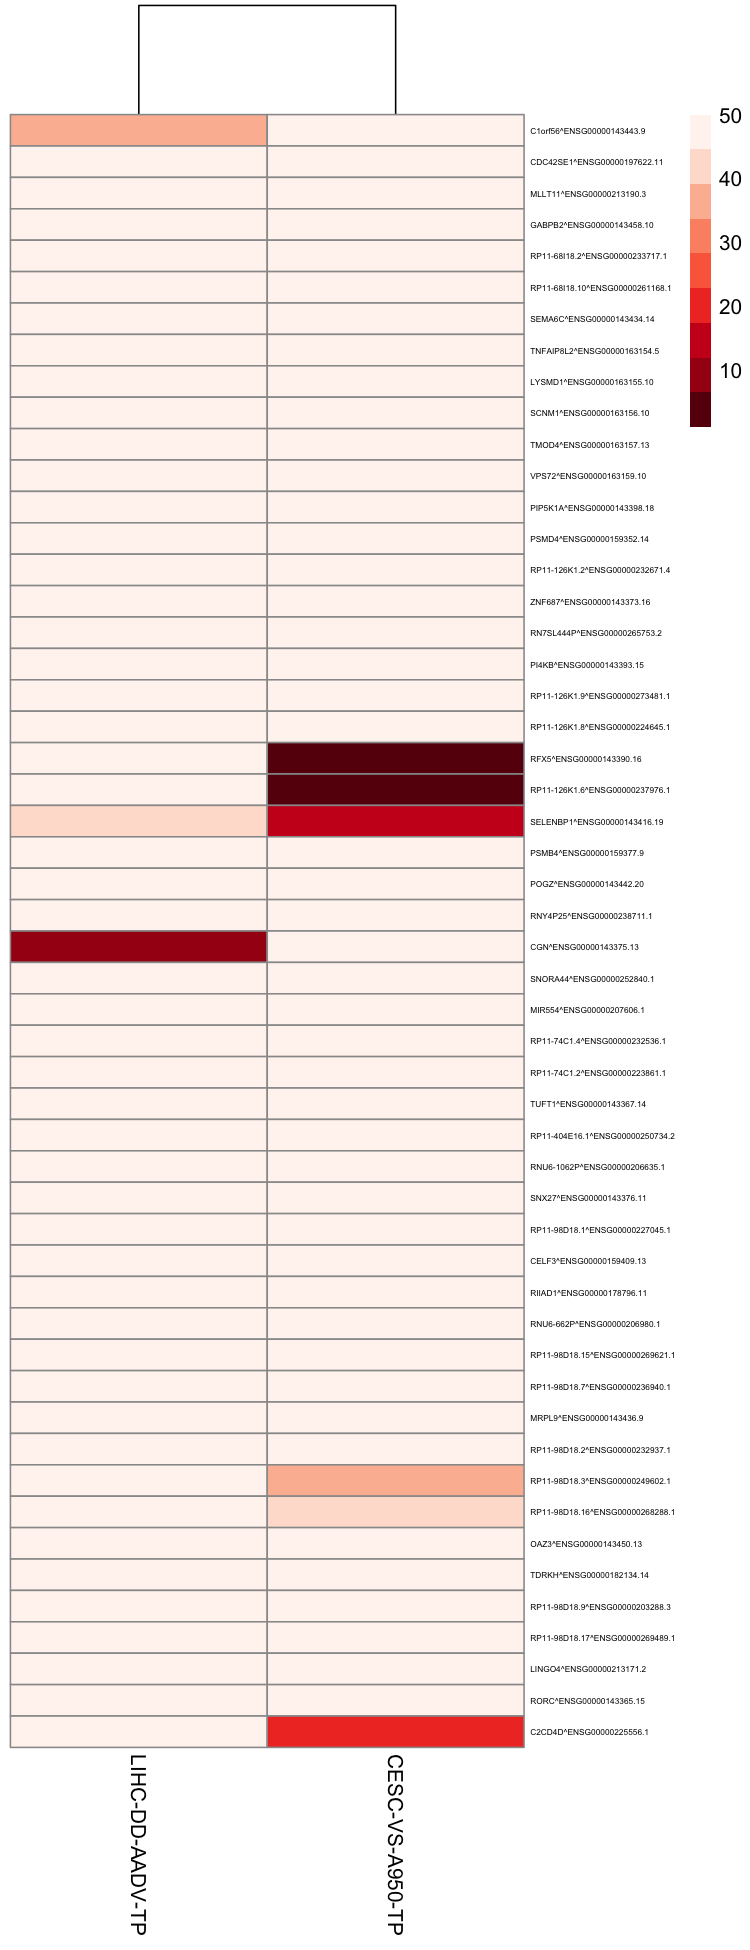 50
40
30
20
10
C1orf56^ENSG00000143443.9
CDC42SE1^ENSG00000197622.11
MLLT11^ENSG00000213190.3
GABPB2^ENSG00000143458.10
RP11-68I18.2^ENSG00000233717.1
RP11-68I18.10^ENSG00000261168.1
SEMA6C^ENSG00000143434.14
TNFAIP8L2^ENSG00000163154.5
LYSMD1^ENSG00000163155.10
SCNM1^ENSG00000163156.10
TMOD4^ENSG00000163157.13
VPS72^ENSG00000163159.10
PIP5K1A^ENSG00000143398.18
PSMD4^ENSG00000159352.14
RP11-126K1.2^ENSG00000232671.4
ZNF687^ENSG00000143373.16
RN7SL444P^ENSG00000265753.2
PI4KB^ENSG00000143393.15
RP11-126K1.9^ENSG00000273481.1
RP11-126K1.8^ENSG00000224645.1
RFX5^ENSG00000143390.16
RP11-126K1.6^ENSG00000237976.1
SELENBP1^ENSG00000143416.19
PSMB4^ENSG00000159377.9
POGZ^ENSG00000143442.20
RNY4P25^ENSG00000238711.1
CGN^ENSG00000143375.13
SNORA44^ENSG00000252840.1
MIR554^ENSG00000207606.1
RP11-74C1.4^ENSG00000232536.1
RP11-74C1.2^ENSG00000223861.1
TUFT1^ENSG00000143367.14
RP11-404E16.1^ENSG00000250734.2
RNU6-1062P^ENSG00000206635.1
SNX27^ENSG00000143376.11
RP11-98D18.1^ENSG00000227045.1
CELF3^ENSG00000159409.13
RIIAD1^ENSG00000178796.11
RNU6-662P^ENSG00000206980.1
RP11-98D18.15^ENSG00000269621.1
RP11-98D18.7^ENSG00000236940.1
MRPL9^ENSG00000143436.9
RP11-98D18.2^ENSG00000232937.1
RP11-98D18.3^ENSG00000249602.1
RP11-98D18.16^ENSG00000268288.1
OAZ3^ENSG00000143450.13
TDRKH^ENSG00000182134.14
RP11-98D18.9^ENSG00000203288.3
RP11-98D18.17^ENSG00000269489.1
LINGO4^ENSG00000213171.2
RORC^ENSG00000143365.15
C2CD4D^ENSG00000225556.1
LIHC-DD-AADV-TP
CESC-VS-A950-TP